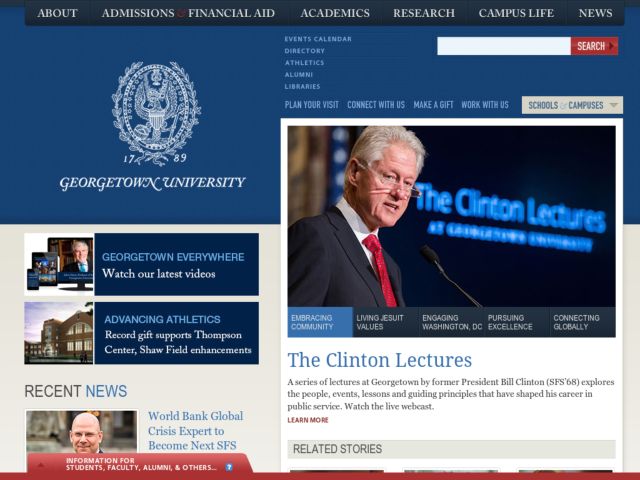 ABOUT
ADMISSIONS & FINANCIAL AID
ACADEMICS
RESEARCH
CAMPUS LIFE
NEWS
EVENTS CALENDAR
DIRECTORY
ATHLETICS
ALUMNI
LIBRARIES
SEARCH
PLAN YOUR VISIT
CONNECT WITH US
MAKE A GIFT
WORK WITH US
SCHOOLS & CAMPUSES
17 89
GEORGETOWN UNIVERSITY
The Clinton Lectures
AT GEORGETOWN UNIVERSITY
EMBRACING
COMMUNITY
LIVING JESUIT
VALUES
ENGAGING
WASHINGTON, DC
PURSUING
EXCELLENCE
CONNECTING
GLOBALLY
GEORGETOWN EVERYWHERE
Watch our latest videos
ADVANCING ATHLETICS
Record gift supports Thompson
Center, Shaw Field enhancements
The Clinton Lectures
A series of lectures at Georgetown by former President Bill Clinton (SFS'68) explores
the people, events, lessons and guiding principles that have shaped his career in
public service. Watch the live webcast.
LEARN MORE
RECENT NEWS
World Bank Global
Crisis Expert to
Become Next SFS
RELATED STORIES
INFORMATION FOR
STUDENTS, FACULTY, ALUMNI, & OTHERS...
?